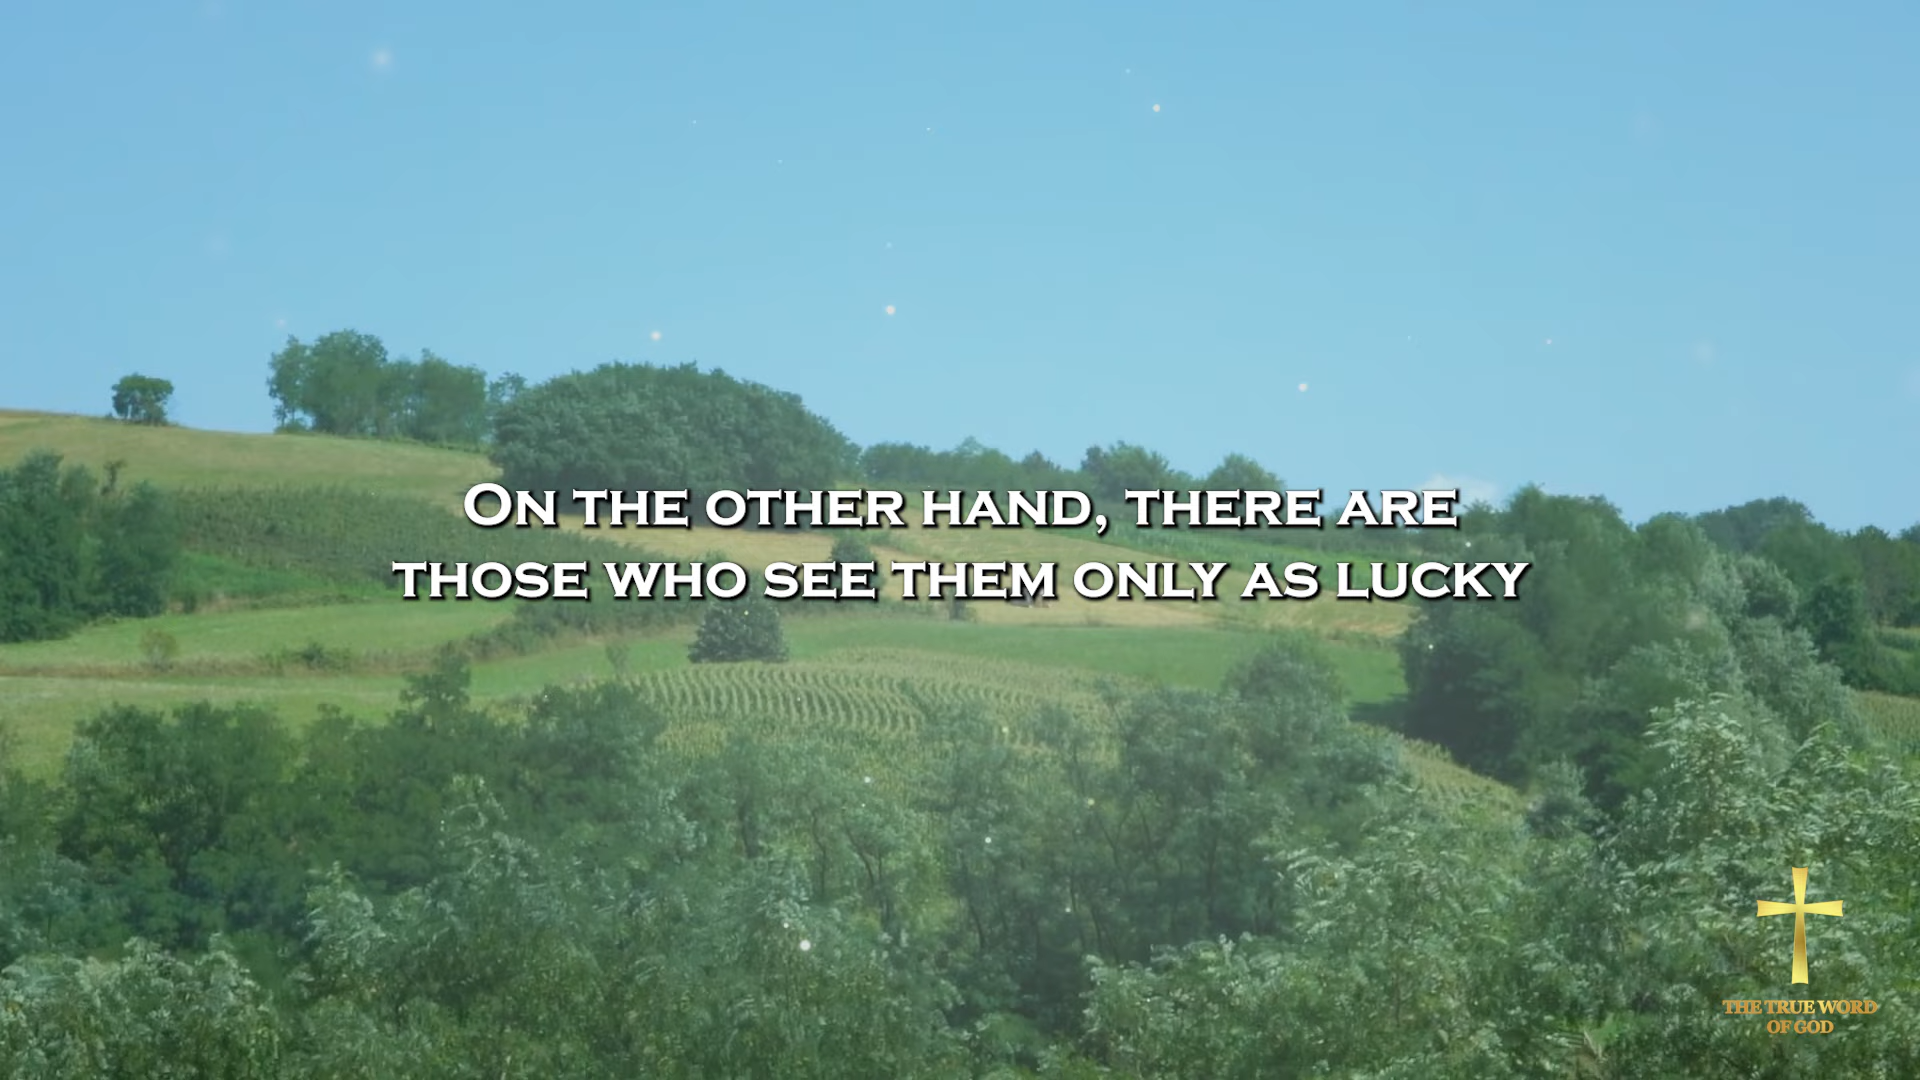 On the other hand, there are
those who see them only as lucky
THE TRUE WORD
OF GOD